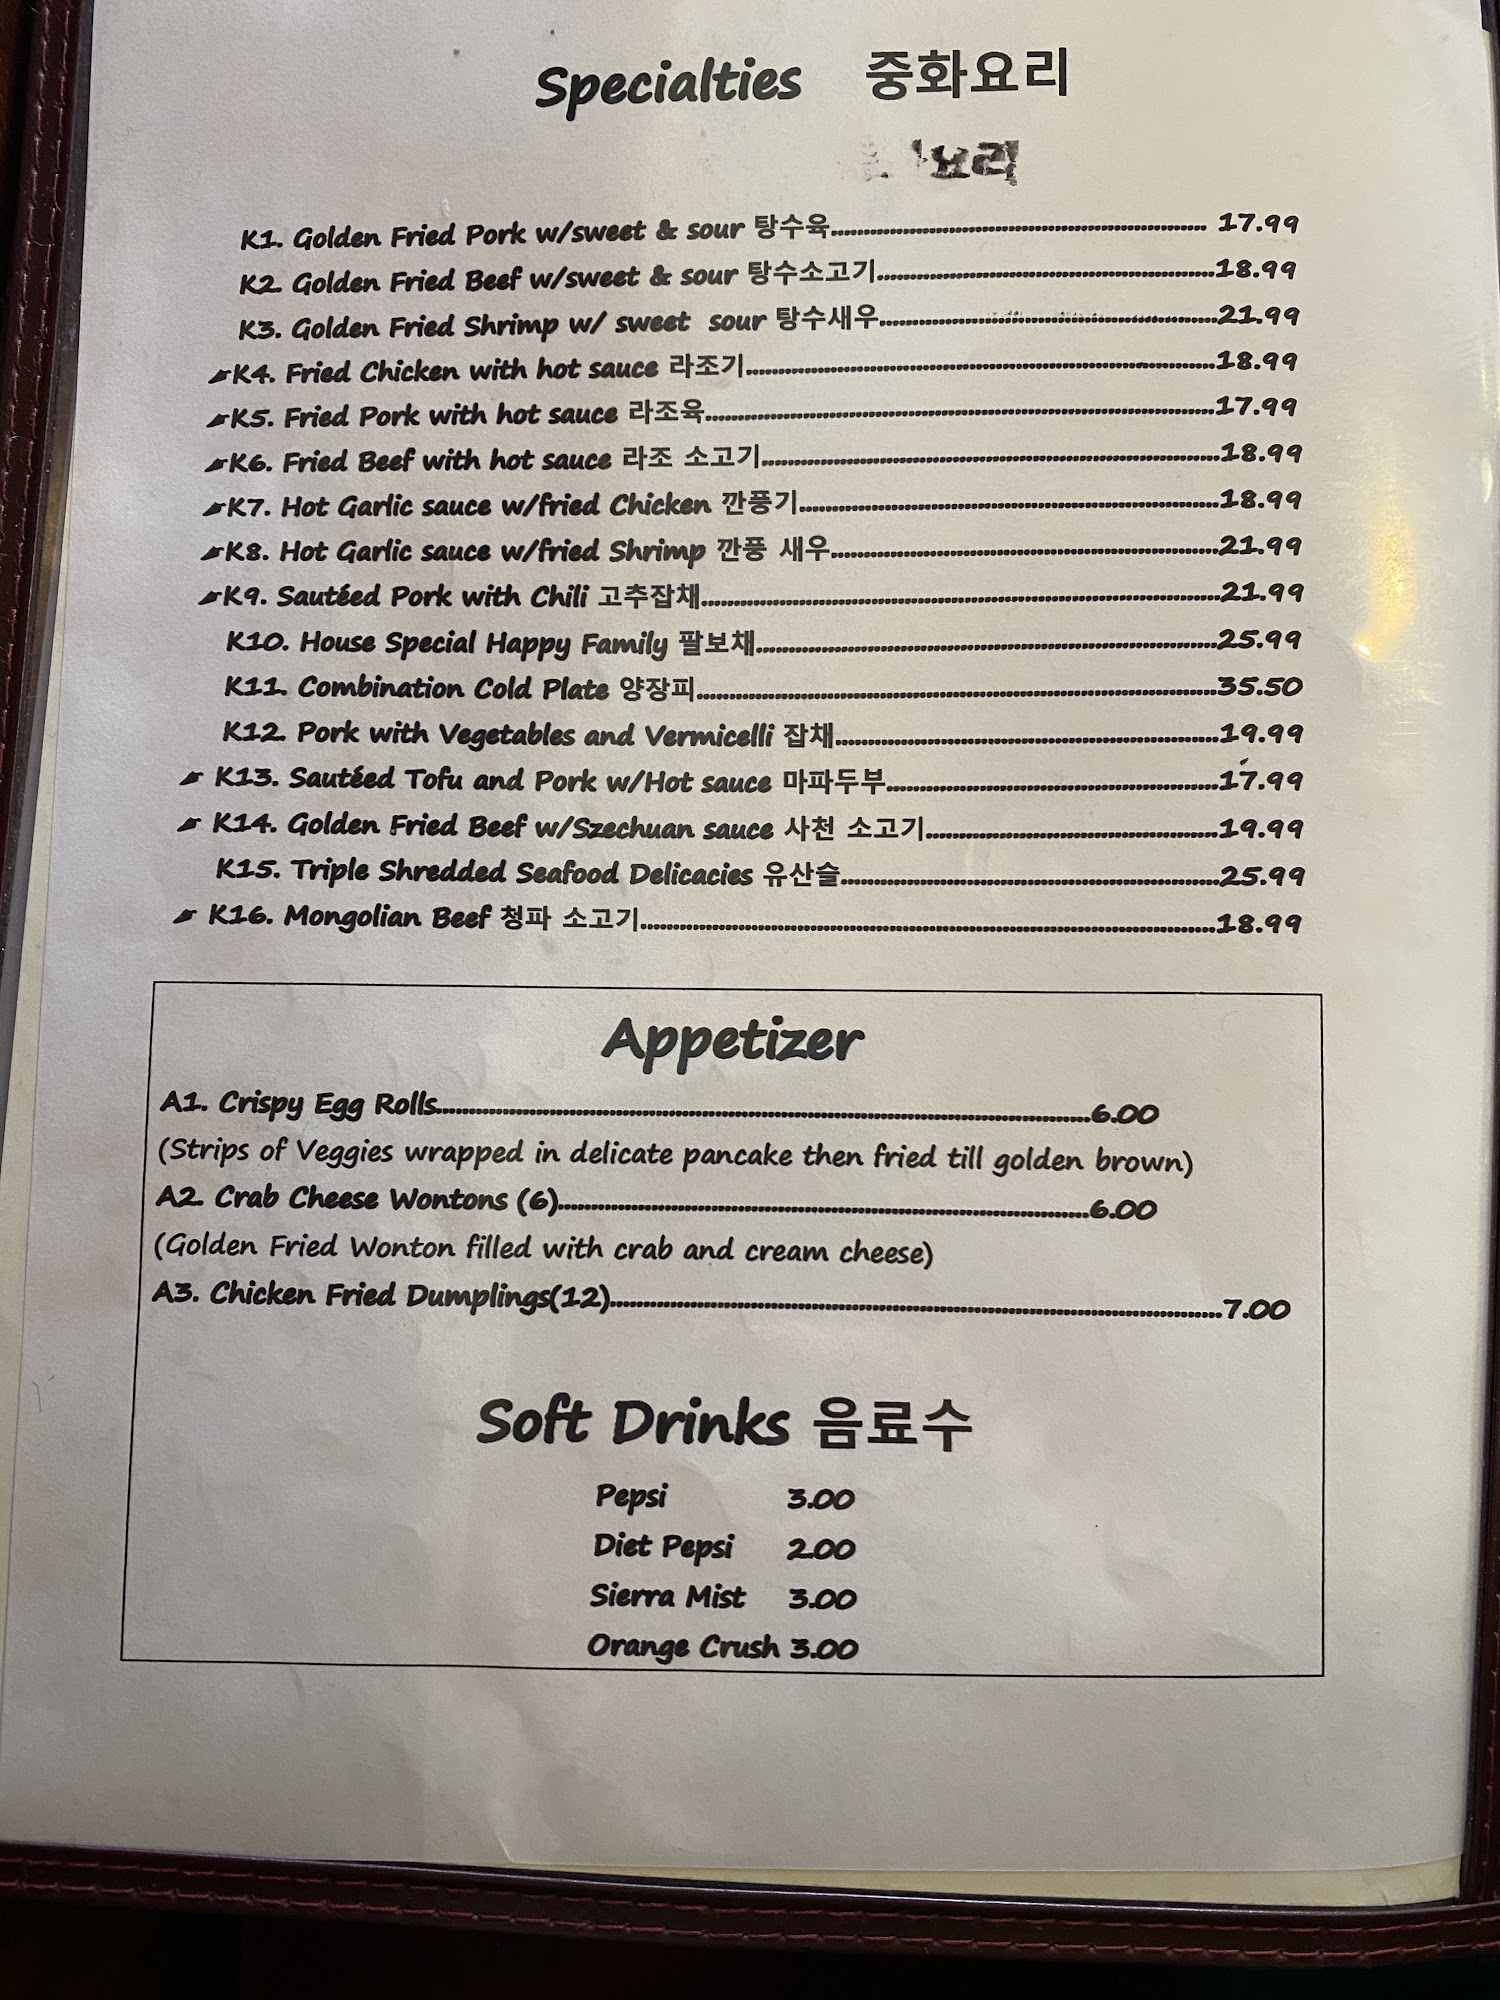 Specialties 중화요리
요리
K1. Golden Fried Pork w/sweet & sour 탕수육........................ 17.99
K2. Golden Fried Beef w/sweet & sour 탕수소고기........................18.99
K3. Golden Fried Shrimp w/ sweet sour 탕수새우........................21.99
K4. Fried Chicken with hot sauce 라조기........................18.99
K5. Fried Pork with hot sauce 라조육........................17.99
K6. Fried Beef with hot sauce 라조 소고기........................18.99
K7. Hot Garlic sauce w/fried Chicken 깐풍기........................18.99
K8. Hot Garlic sauce w/fried Shrimp 깐풍 새우........................21.99
K9. Sautéed Pork with Chili 고추잡채........................21.99
K10. House Special Happy Family 팔보채........................25.99
K11. Combination Cold Plate 양장피........................35.50
K12. Pork with Vegetables and Vermicelli 잡채........................19.99
K13. Sautéed Tofu and Pork w/Hot sauce 마파두부........................17.99
K14. Golden Fried Beef w/Szechuan sauce 사천 소고기........................19.99
K15. Triple Shredded Seafood Delicacies 유산슬........................25.99
K16. Mongolian Beef 청파 소고기........................18.99
Appetizer
A1. Crispy Egg Rolls........................6.00
(Strips of Veggies wrapped in delicate pancake then fried till golden brown)
A2. Crab Cheese Wontons (6)........................6.00
(Golden Fried Wonton filled with crab and cream cheese)
A3. Chicken Fried Dumplings(12)........................7.00
Soft Drinks 음료수
Pepsi 3.00
Diet Pepsi 2.00
Sierra Mist 3.00
Orange Crush 3.00